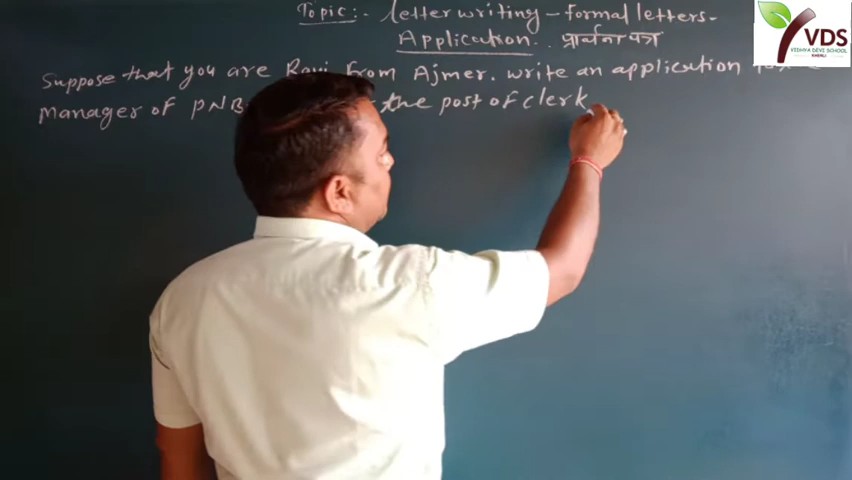 Topic:- letter writing - formal letters-
Application.. प्रार्थना पत्र
Suppose that you are Ravi from Ajmer. write an application
manager of PNB the post of clerk
VDS
VIDHYA DEVI SCHOOL
KHERLI